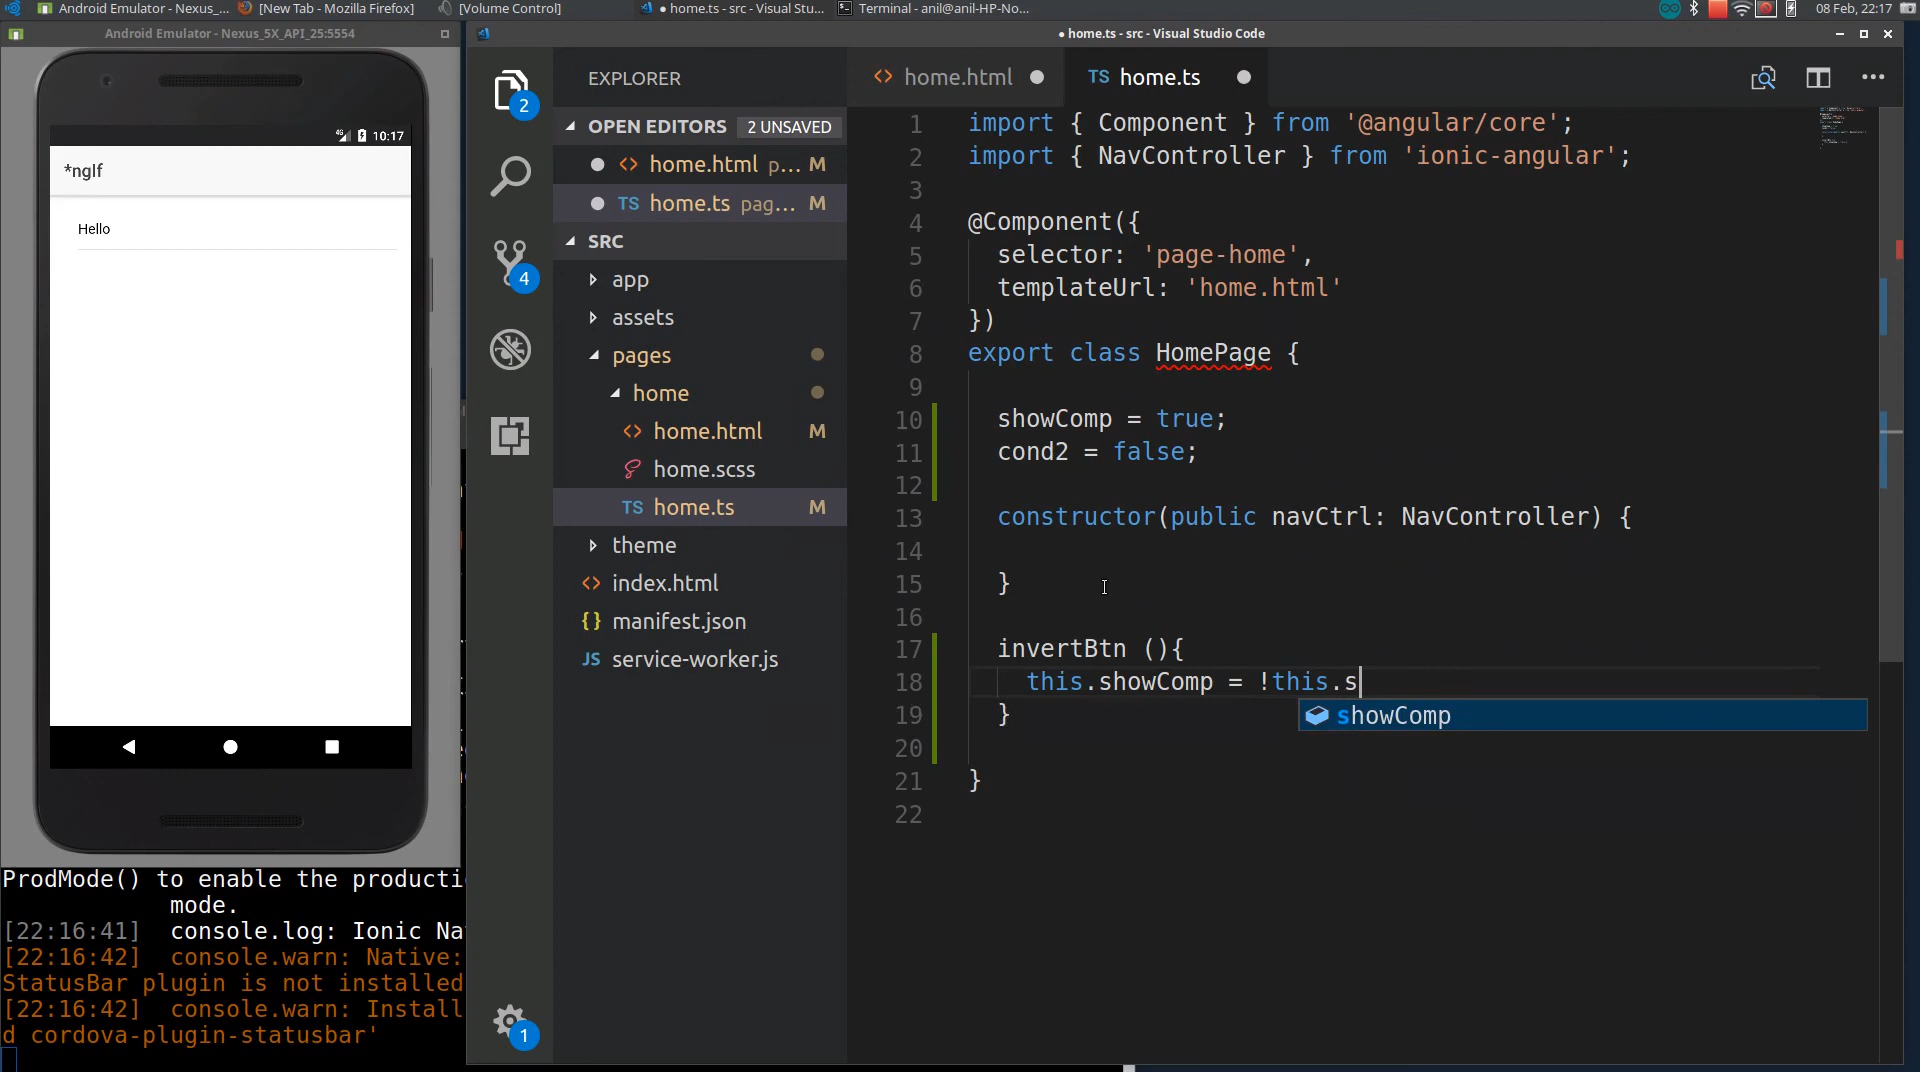 Android Emulator - Nexus_...
[New Tab - Mozilla Firefox]
[Volume Control]
● home.ts - src - Visual Stu...
Terminal - anil@anil-HP-No...
08 Feb, 22:17
Android Emulator - Nexus_5X_API_25:5554
4G 10:17
*ngIf
Hello
ProdMode() to enable the producti
mode.
[22:16:41] console.log: Ionic Na
[22:16:42] console.warn: Native:
StatusBar plugin is not installed
[22:16:42] console.warn: Install
d cordova-plugin-statusbar'
● home.ts - src - Visual Studio Code
2
4
1
EXPLORER
OPEN EDITORS 2 UNSAVED
home.html p... M
TS home.ts pag... M
SRC
app
assets
pages
home
home.html M
home.scss
TS home.ts M
theme
index.html
{} manifest.json
JS service-worker.js
home.html
TS home.ts
1 import { Component } from '@angular/core';
2 import { NavController } from 'ionic-angular';
3
4 @Component({
5 selector: 'page-home',
6 templateUrl: 'home.html'
7 })
8 export class HomePage {
9
10 showComp = true;
11 cond2 = false;
12
13 constructor(public navCtrl: NavController) {
14
15 }
16
17 invertBtn (){
18 this.showComp = !this.s
showComp
19 }
20
21 }
22